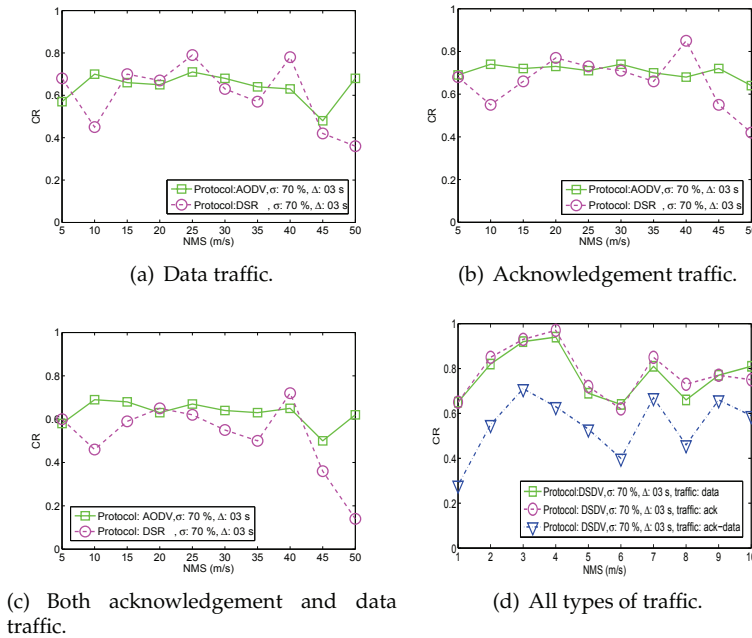 1
0.8
0.6
0.4
0.2
0
CR
Protocol:AODV,σ: 70 %, Δ: 03 s
Protocol:DSR , σ: 70 %, Δ: 03 s
5 10 15 20 25 30 35 40 45 50
NMS (m/s)
(a) Data traffic.
1
0.8
0.6
0.4
0.2
0
CR
Protocol:AODV,σ: 70 %, Δ: 03 s
Protocol: DSR , σ: 70 %, Δ: 03 s
5 10 15 20 25 30 35 40 45 50
NMS (m/s)
(b) Acknowledgement traffic.
1
0.8
0.6
0.4
0.2
0
CR
Protocol: AODV,σ: 70 %, Δ: 03 s
Protocol: DSR , σ: 70 %, Δ: 03 s
5 10 15 20 25 30 35 40 45 50
NMS (m/s)
(c) Both acknowledgement and data
traffic.
1
0.8
0.6
0.4
0.2
0
CR
Protocol:DSDV,σ: 70 %, Δ: 03 s, traffic: data
Protocol: DSDV,σ: 70 %, Δ: 03 s, traffic: ack
Protocol: DSDV,σ: 70 %, Δ: 03 s, traffic: ack-data
1 2 3 4 5 6 7 8 9 10
NMS (m/s)
(d) All types of traffic.